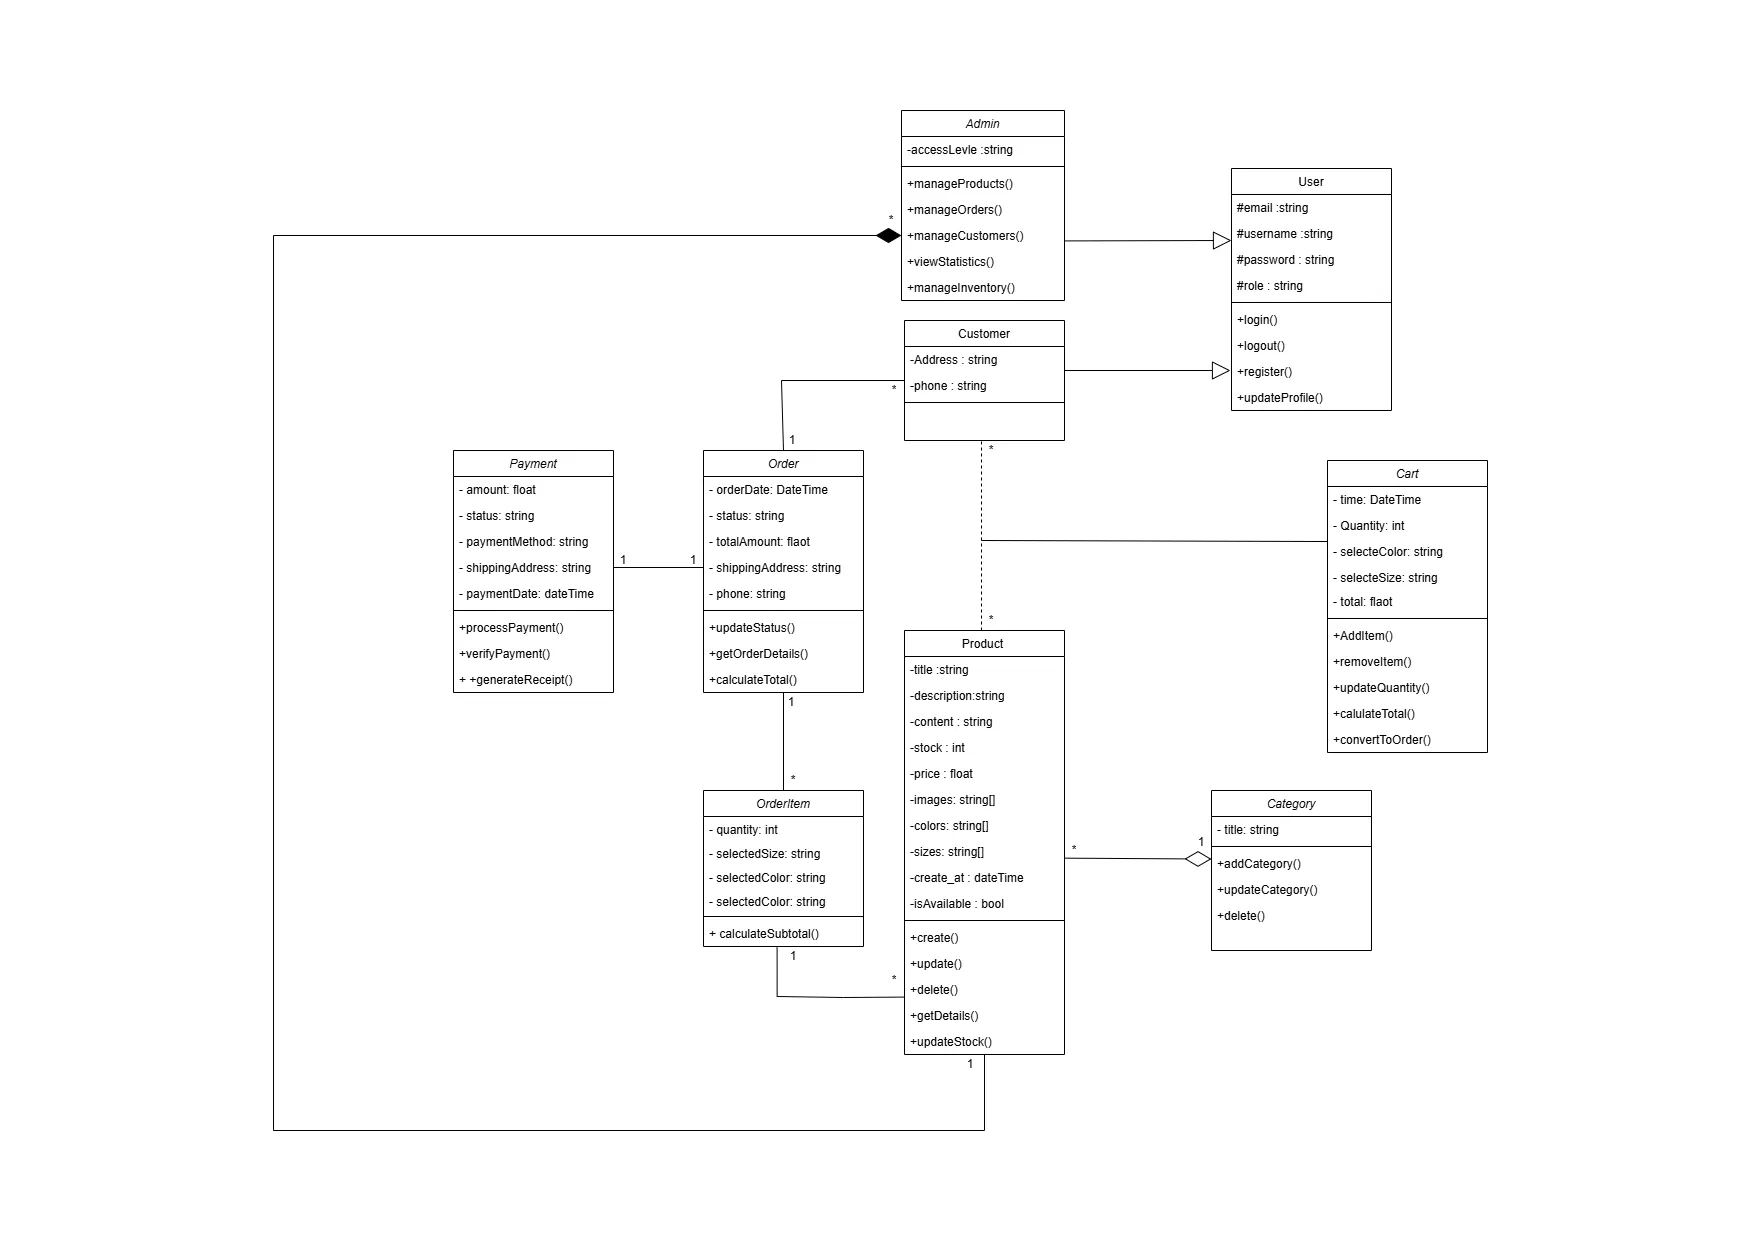 Admin
-accessLevle :string
+manageProducts()
+manageOrders()
+manageCustomers()
+viewStatistics()
+manageInventory()
*
User
#email :string
#username :string
#password : string
#role : string
+login()
+logout()
+register()
+updateProfile()
Customer
-Address : string
-phone : string
*
1
*
Payment
- amount: float
- status: string
- paymentMethod: string
- shippingAddress: string
- paymentDate: dateTime
+processPayment()
+verifyPayment()
+ +generateReceipt()
1
1
Order
- orderDate: DateTime
- status: string
- totalAmount: flaot
- shippingAddress: string
- phone: string
+updateStatus()
+getOrderDetails()
+calculateTotal()
1
*
Cart
- time: DateTime
- Quantity: int
- selecteColor: string
- selecteSize: string
- total: flaot
+AddItem()
+removeItem()
+updateQuantity()
+calulateTotal()
+convertToOrder()
*
Product
-title :string
-description:string
-content : string
-stock : int
-price : float
-images: string[]
-colors: string[]
-sizes: string[]
-create_at : dateTime
-isAvailable : bool
+create()
+update()
+delete()
+getDetails()
+updateStock()
1
OrderItem
- quantity: int
- selectedSize: string
- selectedColor: string
- selectedColor: string
+ calculateSubtotal()
1
*
*
1
Category
- title: string
+addCategory()
+updateCategory()
+delete()